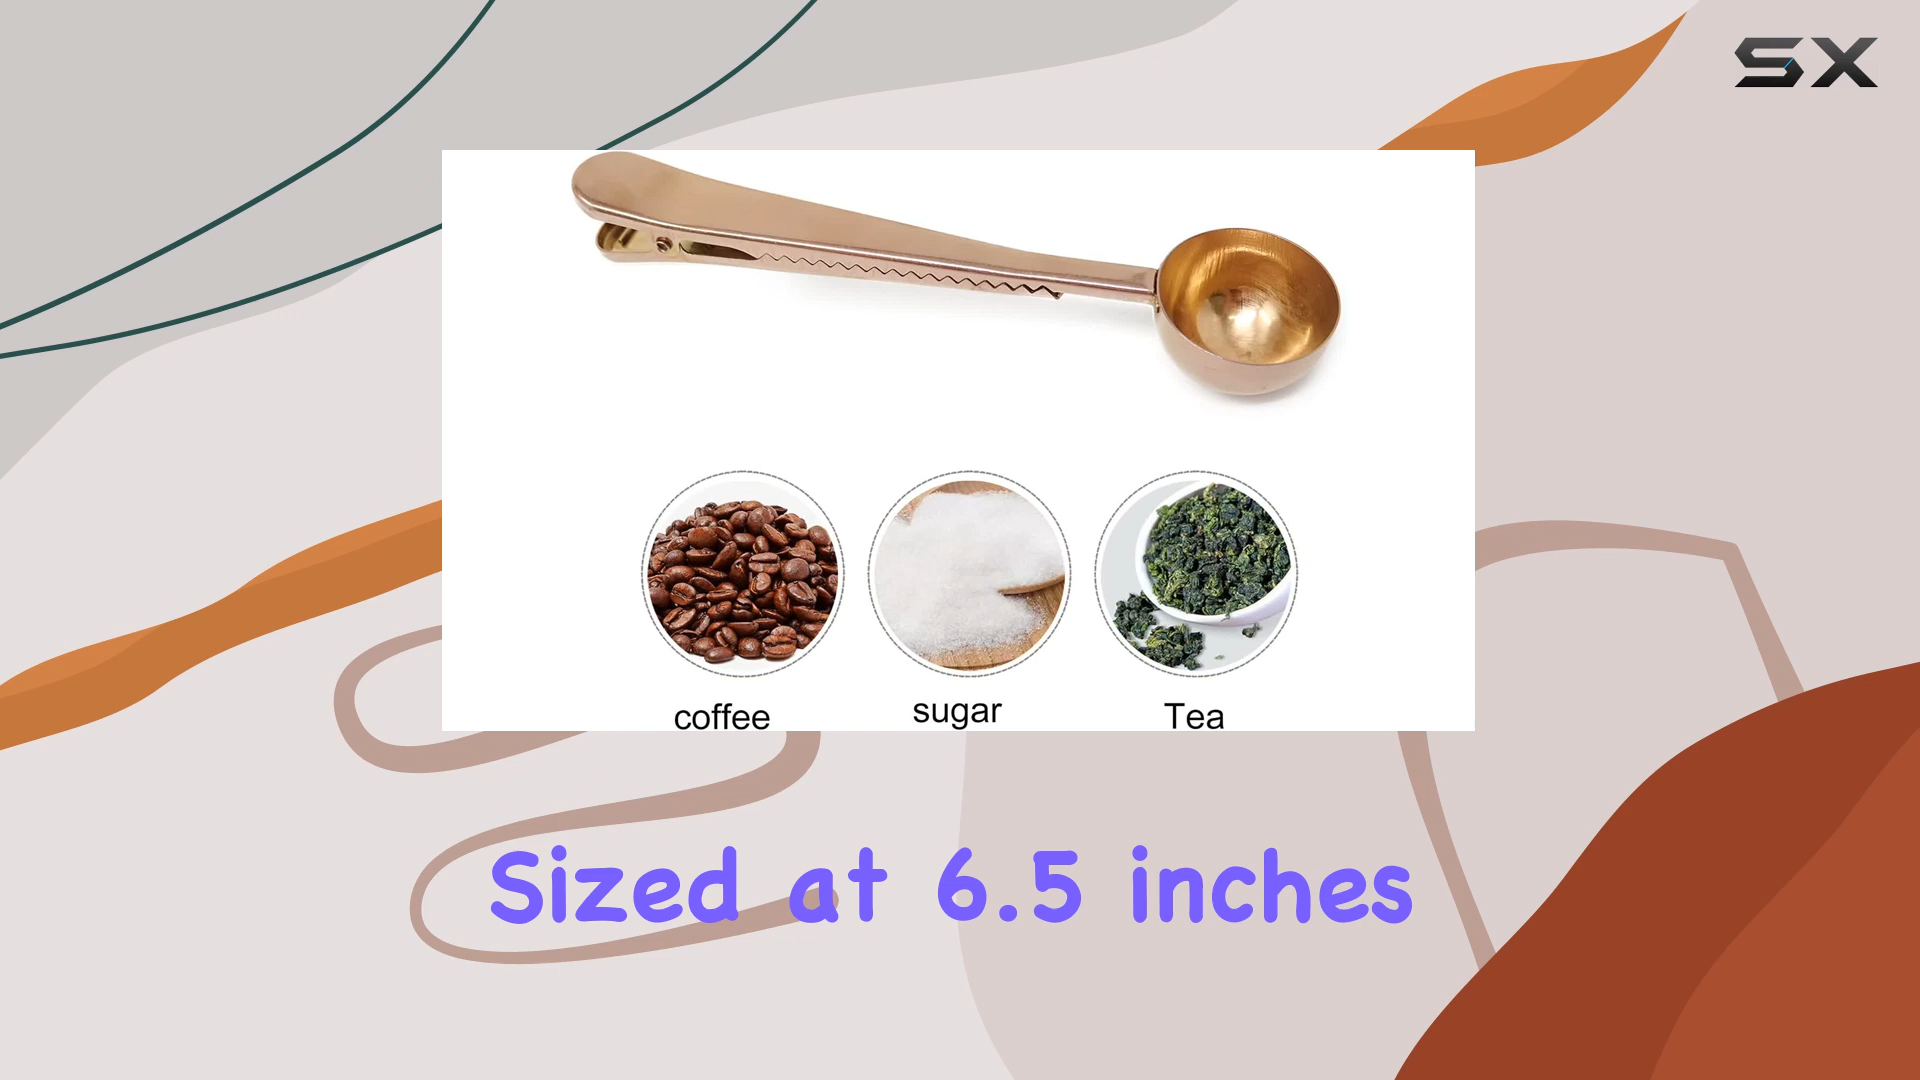 SX
coffee
sugar
Tea
Sized at 6.5 inches